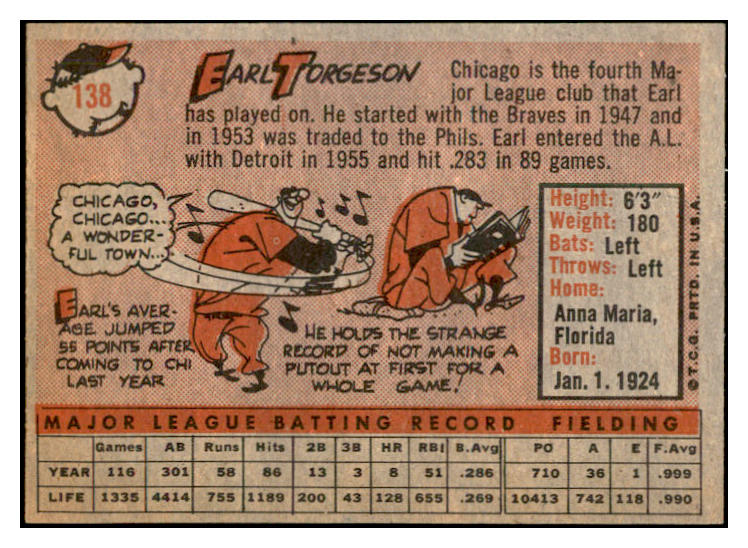 138
EARL TORGESON
Chicago is the fourth Ma-
jor League club that Earl
has played on. He started with the Braves in 1947 and
in 1953 was traded to the Phils. Earl entered the A.L.
with Detroit in 1955 and hit .283 in 89 games.
CHICAGO,
CHICAGO...
A WONDER-
FUL TOWN...
EARL'S AVER-
AGE JUMPED
55 POINTS AFTER
COMING TO CHI
LAST YEAR
HE HOLDS THE STRANGE
RECORD OF NOT MAKING A
PUTOUT AT FIRST FOR A
WHOLE GAME!
Height: 6'3"
Weight: 180
Bats: Left
Throws: Left
Home:
Anna Maria,
Florida
Born:
Jan. 1. 1924
©T.C.G. PRTD. IN U.S.A.
MAJOR LEAGUE BATTING RECORD FIELDING
Games AB Runs Hits 2B 3B HR RBI B.Avg PO A E F.Avg
YEAR 116 301 58 86 13 3 8 51 .286 710 36 1 .999
LIFE 1335 4414 755 1189 200 43 128 655 .269 10413 742 118 .990